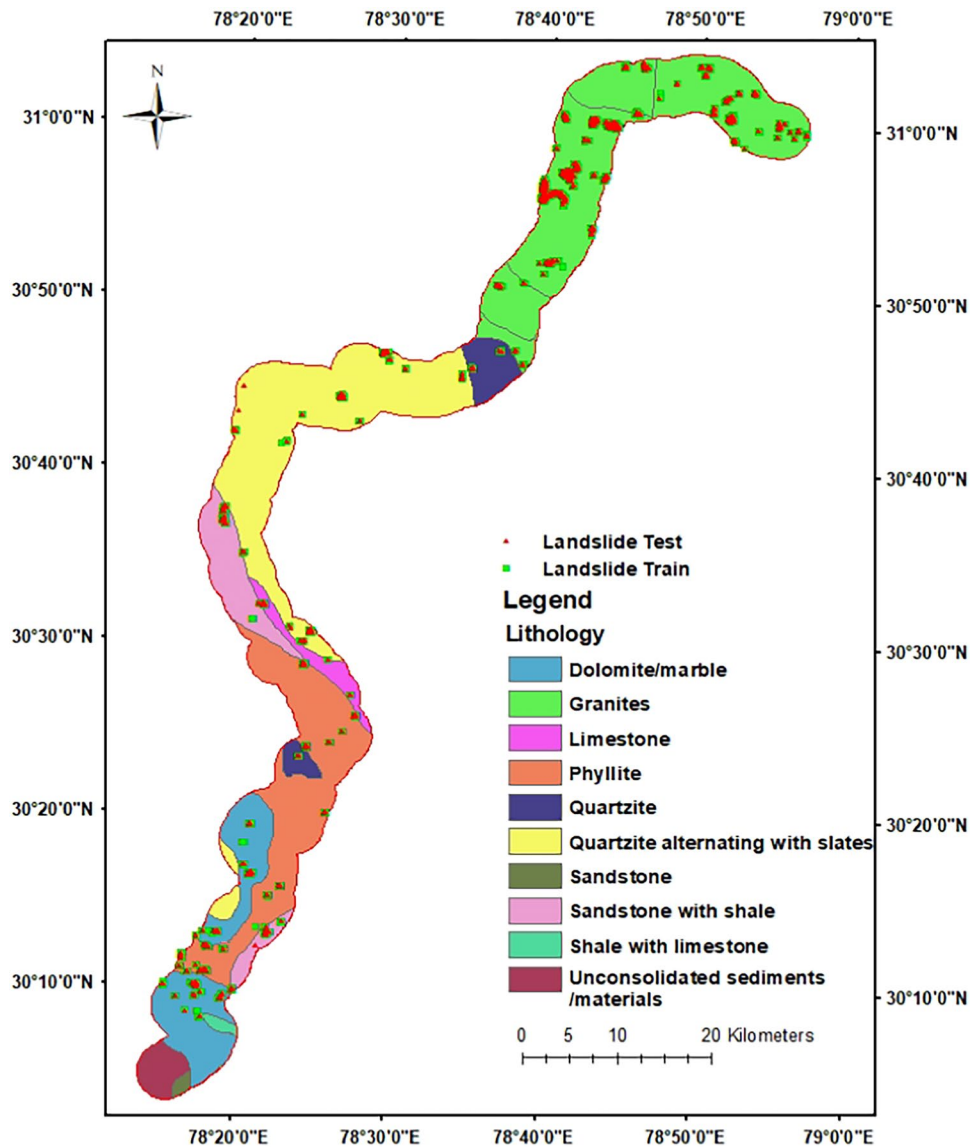 78°20'0"E 78°30'0"E 78°40'0"E 78°50'0"E 79°0'0"E
N
31°0'0"N
31°0'0"N
30°50'0"N
30°50'0"N
30°40'0"N
30°40'0"N
Landslide Test
Landslide Train
Legend
Lithology
30°30'0"N
30°30'0"N
Dolomite/marble
Granites
Limestone
Phyllite
Quartzite
30°20'0"N
30°20'0"N
Quartzite alternating with slates
Sandstone
Sandstone with shale
Shale with limestone
Unconsolidated sediments
/materials
30°10'0"N
30°10'0"N
0 5 10 20 Kilometers
78°20'0"E 78°30'0"E 78°40'0"E 78°50'0"E 79°0'0"E